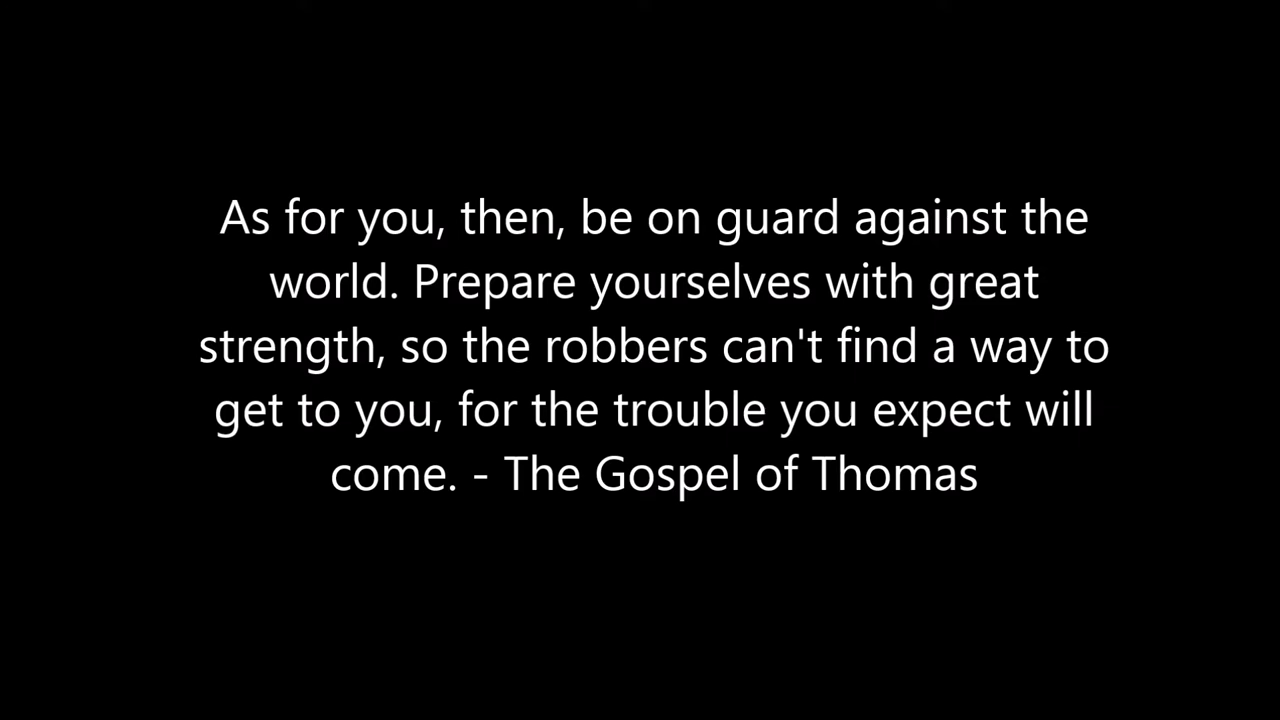 As for you, then, be on guard against the
world. Prepare yourselves with great
strength, so the robbers can't find a way to
get to you, for the trouble you expect will
come. - The Gospel of Thomas